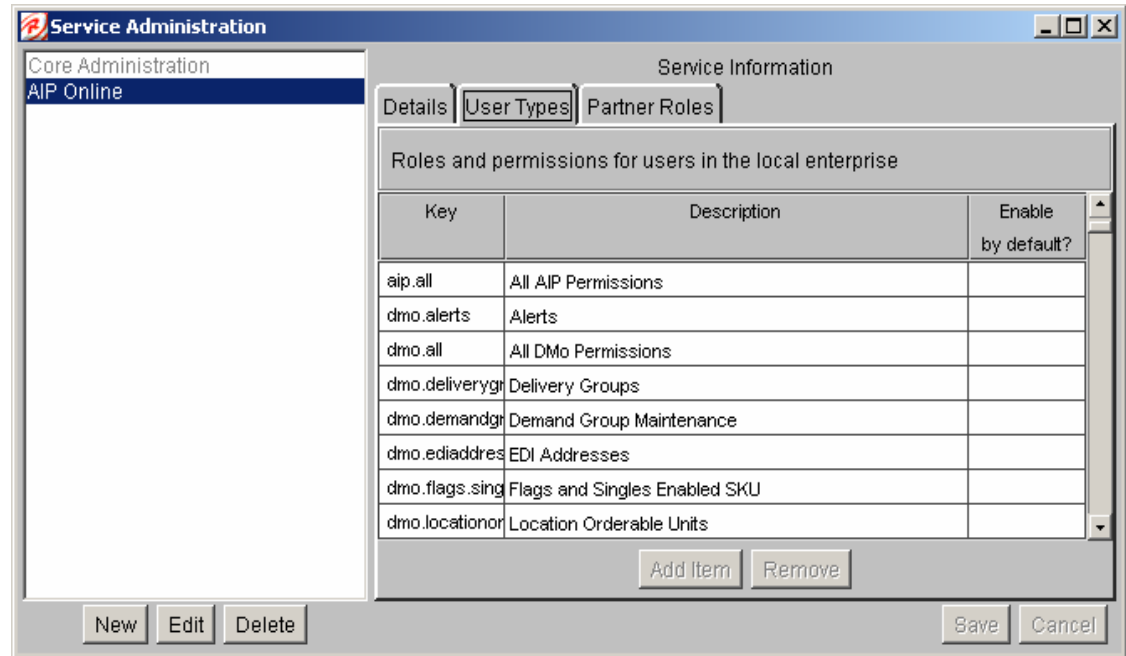 Service Administration
Core Administration
AIP Online
Service Information
Details User Types Partner Roles
Roles and permissions for users in the local enterprise
Key Description Enable
by default?
aip.all All AIP Permissions
dmo.alerts Alerts
dmo.all All DMo Permissions
dmo.deliverygr Delivery Groups
dmo.demandgr Demand Group Maintenance
dmo.ediaddres EDI Addresses
dmo.flags.sing Flags and Singles Enabled SKU
dmo.locationor Location Orderable Units
Add Item Remove
New Edit Delete Save Cancel